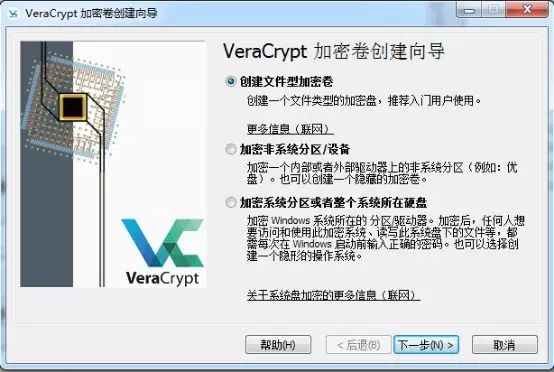 VeraCrypt 加密卷创建向导
VeraCrypt 加密卷创建向导
创建文件型加密卷
创建一个文件类型的加密盘，推荐入门用户使用。
更多信息（联网）
加密非系统分区/设备
加密一个内部或者外部驱动器上的非系统分区（例如：优
盘）。也可以创建一个隐藏的加密卷。
加密系统分区或者整个系统所在硬盘
加密 Windows 系统所在的 分区/驱动器。加密后，任何人想
要访问和使用此加密系统、读写此系统盘下的文件等，都
需每次在 Windows 启动前输入正确的密码。也可以选择创
建一个隐形的操作系统。
关于系统盘加密的更多信息（联网）
VeraCrypt
帮助(H)
< 后退(B)
下一步(N) >
取消